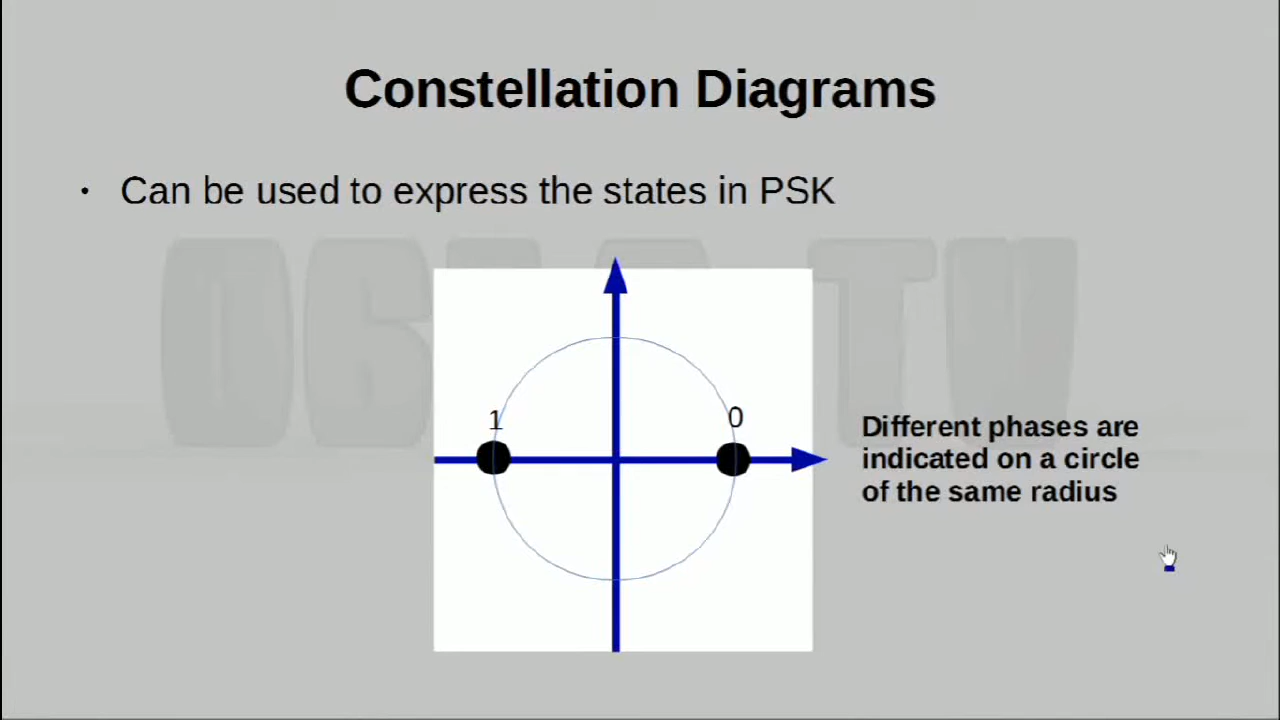 Constellation Diagrams
• Can be used to express the states in PSK
1
0
Different phases are
indicated on a circle
of the same radius